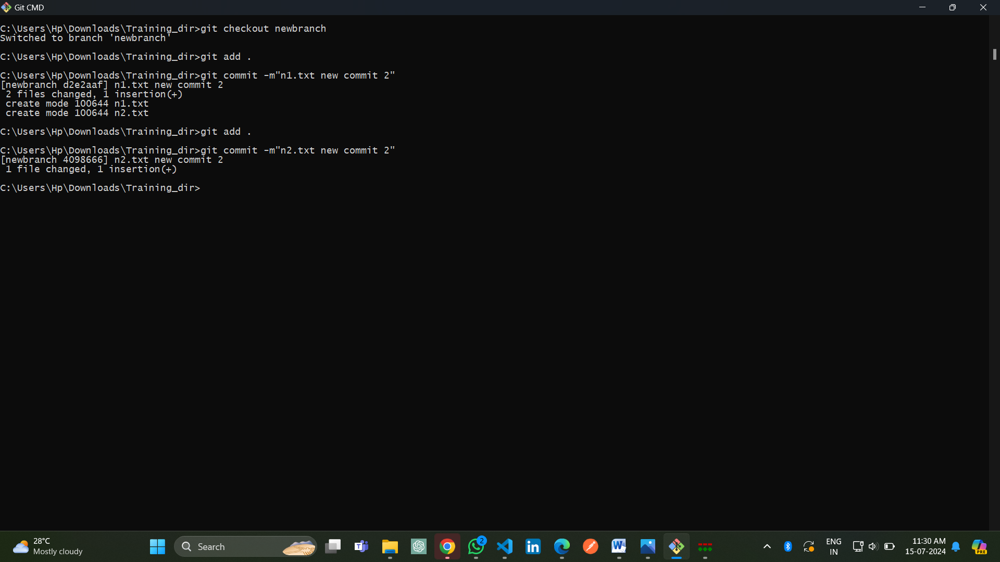 Git CMD
C:\Users\Hp\Downloads\Training_dir>git checkout newbranch
Switched to branch 'newbranch'
C:\Users\Hp\Downloads\Training_dir>git add .
C:\Users\Hp\Downloads\Training_dir>git commit -m"n1.txt new commit 2"
[newbranch d2e2aaf] n1.txt new commit 2
 2 files changed, 1 insertion(+)
 create mode 100644 n1.txt
 create mode 100644 n2.txt
C:\Users\Hp\Downloads\Training_dir>git add .
C:\Users\Hp\Downloads\Training_dir>git commit -m"n2.txt new commit 2"
[newbranch 4098666] n2.txt new commit 2
 1 file changed, 1 insertion(+)
C:\Users\Hp\Downloads\Training_dir>
28°C
Mostly cloudy
Search
2
ENG
IN
11:30 AM
15-07-2024
PRE